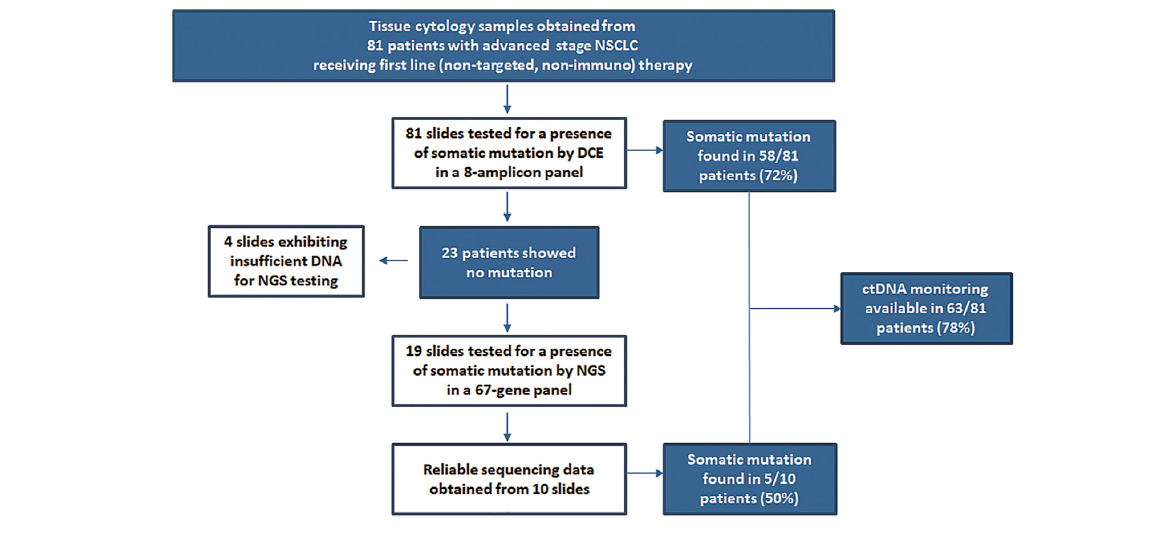 Tissue cytology samples obtained from
81 patients with advanced stage NSCLC
receiving first line (non-targeted, non-immuno) therapy
81 slides tested for a presence
of somatic mutation by DCE
in a 8-amplicon panel
Somatic mutation
found in 58/81
patients (72%)
4 slides exhibiting
insufficient DNA
for NGS testing
23 patients showed
no mutation
ctDNA monitoring
available in 63/81
patients (78%)
19 slides tested for a presence
of somatic mutation by NGS
in a 67-gene panel
Reliable sequencing data
obtained from 10 slides
Somatic mutation
found in 5/10
patients (50%)